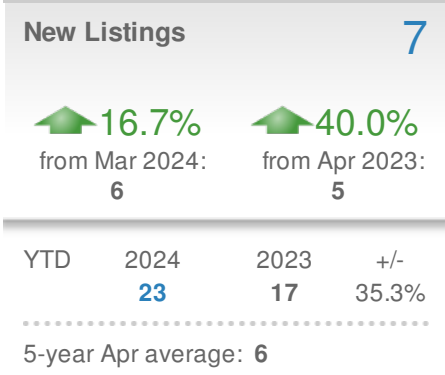 New Listings 7
16.7% 40.0%
from Mar 2024: from Apr 2023:
6 5
YTD 2024 2023 +/-
23 17 35.3%
5-year Apr average: 6